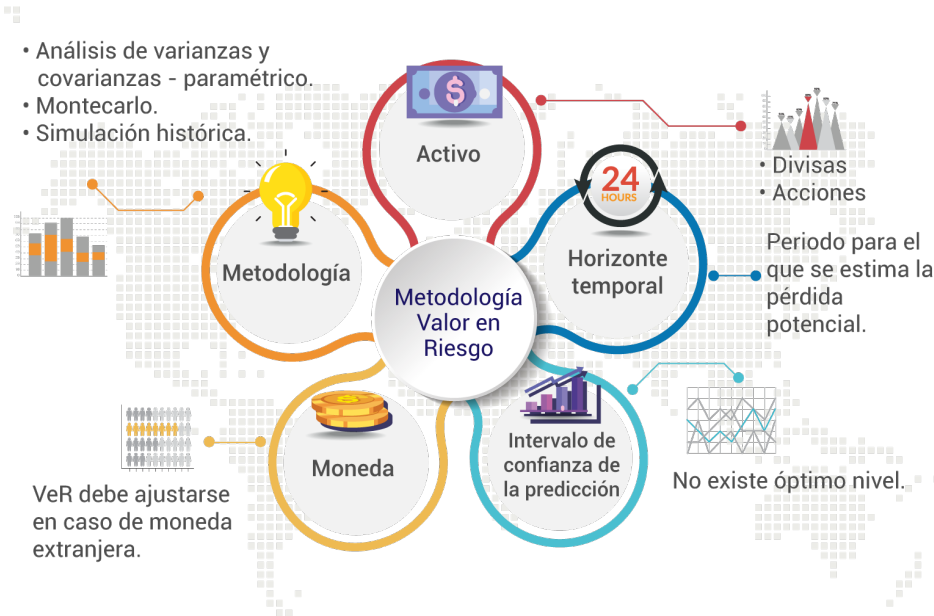 • Análisis de varianzas y
covarianzas - paramétrico.
• Montecarlo.
• Simulación histórica.
Activo
• Divisas
• Acciones
24
HOURS
Horizonte
temporal
Periodo para el
que se estima la
pérdida
potencial.
Metodología
Metodología
Valor en
Riesgo
Moneda
VeR debe ajustarse
en caso de moneda
extranjera.
Intervalo de
confianza de
la predicción
No existe óptimo nivel.